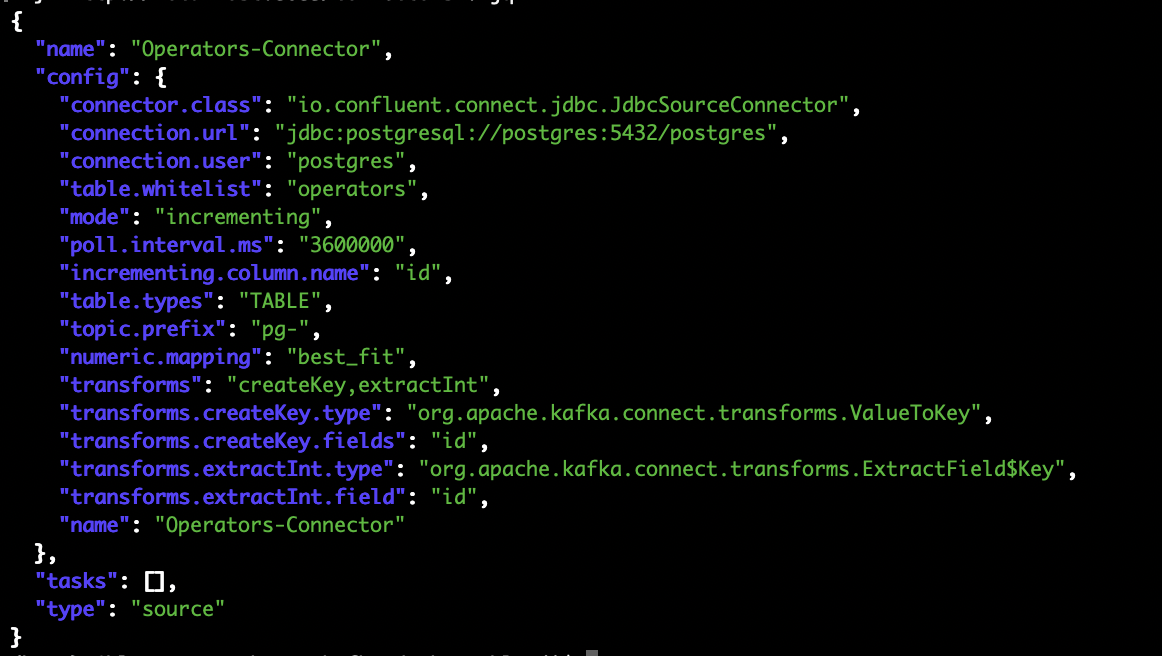 {
"name": "Operators-Connector",
"config": {
"connector.class": "io.confluent.connect.jdbc.JdbcSourceConnector",
"connection.url": "jdbc:postgresql://postgres:5432/postgres",
"connection.user": "postgres",
"table.whitelist": "operators",
"mode": "incrementing",
"poll.interval.ms": "3600000",
"incrementing.column.name": "id",
"table.types": "TABLE",
"topic.prefix": "pg-",
"numeric.mapping": "best_fit",
"transforms": "createKey,extractInt",
"transforms.createKey.type": "org.apache.kafka.connect.transforms.ValueToKey",
"transforms.createKey.fields": "id",
"transforms.extractInt.type": "org.apache.kafka.connect.transforms.ExtractField$Key",
"transforms.extractInt.field": "id",
"name": "Operators-Connector"
},
"tasks": [],
"type": "source"
}